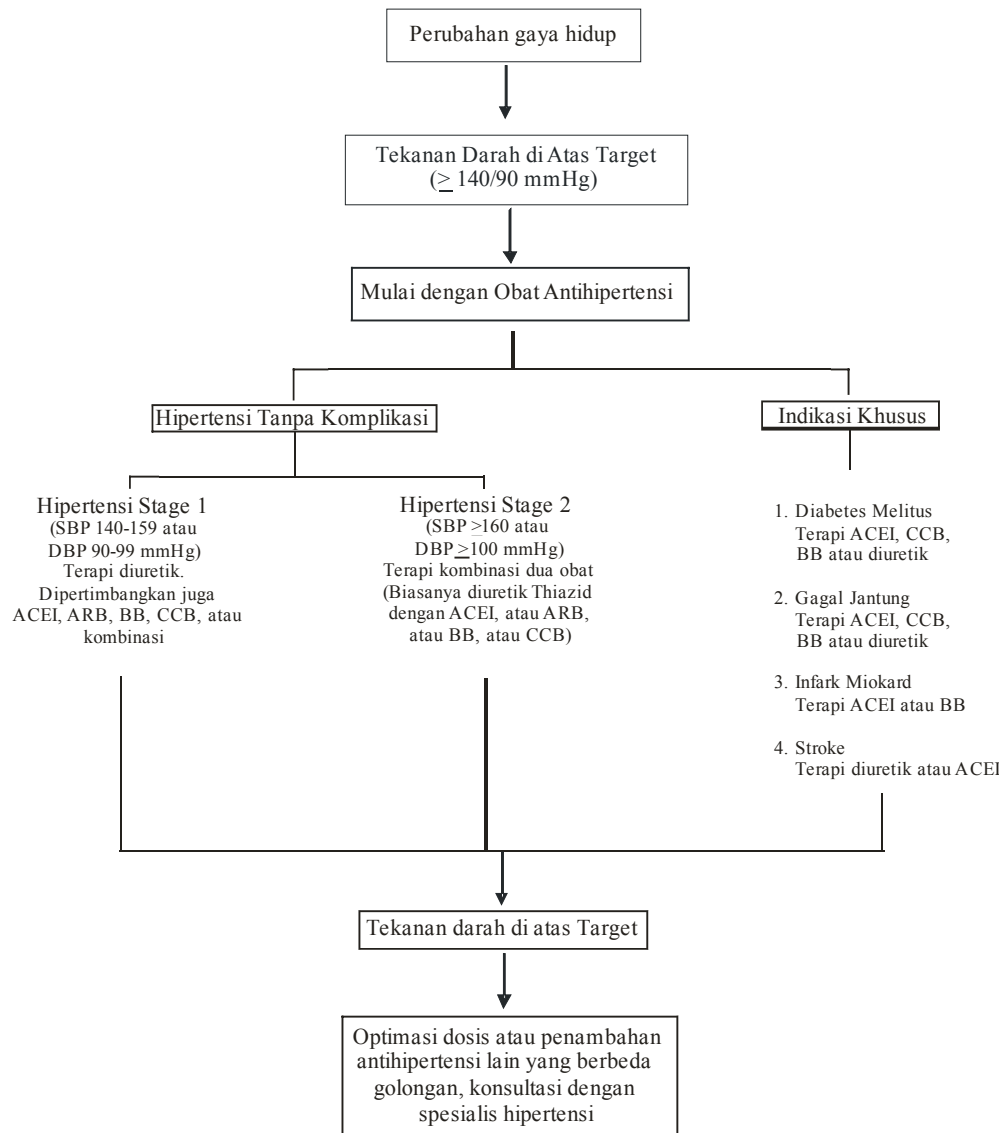 Perubahan gaya hidup
Tekanan Darah di Atas Target
(≥ 140/90 mmHg)
Mulai dengan Obat Antihipertensi
Hipertensi Tanpa Komplikasi
Indikasi Khusus
Hipertensi Stage 1
(SBP 140-159 atau
DBP 90-99 mmHg)
Terapi diuretik.
Dipertimbangkan juga
ACEI, ARB, BB, CCB, atau
kombinasi
Hipertensi Stage 2
(SBP ≥160 atau
DBP ≥100 mmHg)
Terapi kombinasi dua obat
(Biasanya diuretik Thiazid
dengan ACEI, atau ARB,
atau BB, atau CCB)
1. Diabetes Melitus
Terapi ACEI, CCB,
BB atau diuretik
2. Gagal Jantung
Terapi ACEI, CCB,
BB atau diuretik
3. Infark Miokard
Terapi ACEI atau BB
4. Stroke
Terapi diuretik atau ACEI
Tekanan darah di atas Target
Optimasi dosis atau penambahan
antihipertensi lain yang berbeda
golongan, konsultasi dengan
spesialis hipertensi